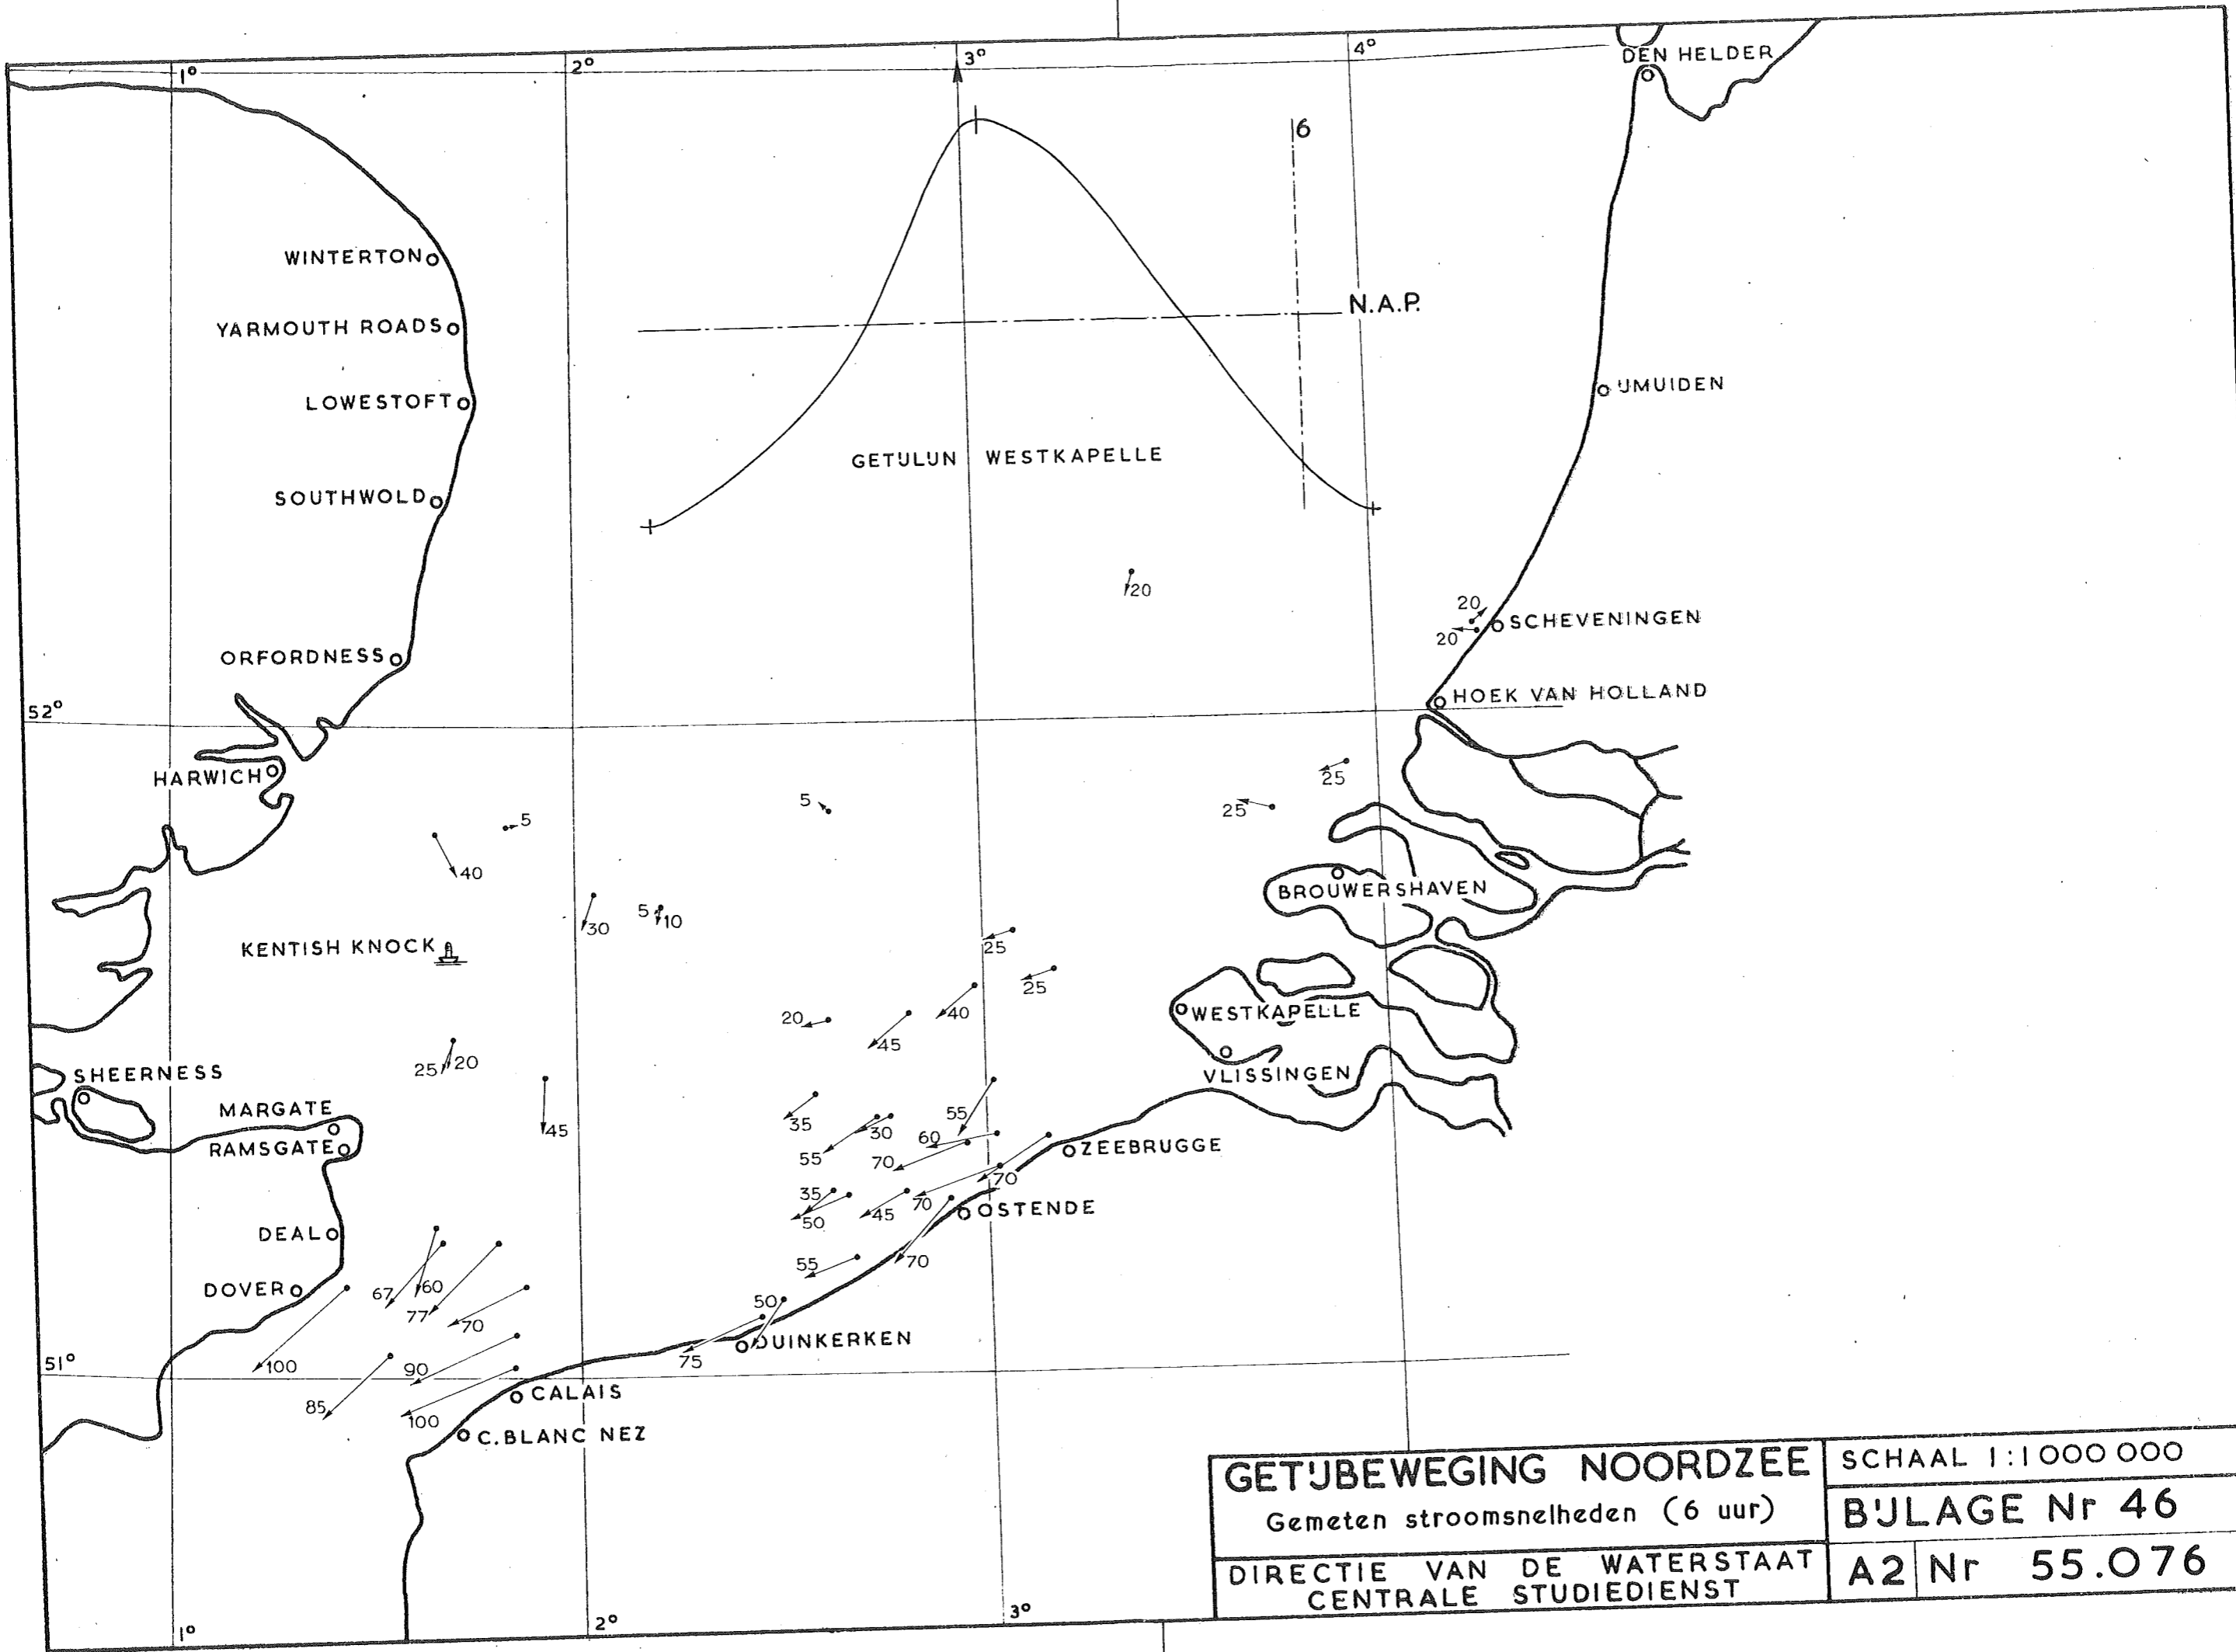 1°
2°
3°
4°
DEN HELDER
6
WINTERTON
N.A.P.
YARMOUTH ROADS
IJMUIDEN
LOWESTOFT
GETIJLIJN WESTKAPELLE
SOUTHWOLD
20
20
SCHEVENINGEN
20
ORFORDNESS
HOEK VAN HOLLAND
52°
HARWICH
25
5
25
5
40
BROUWERSHAVEN
5
10
30
25
KENTISH KNOCK
25
WESTKAPELLE
20
40
45
25
20
SHEERNESS
VLISSINGEN
MARGATE
35
55
30
45
60
RAMSGATE
ZEEBRUGGE
55
70
70
35
70
45
50
OSTENDE
DEAL
70
55
DOVER
67
60
50
77
70
DUINKERKEN
75
51°
100
90
CALAIS
85
100
C. BLANC NEZ
GETIJBEWEGING NOORDZEE
Gemeten stroomsnelheden (6 uur)
DIRECTIE VAN DE WATERSTAAT
CENTRALE STUDIEDIENST
SCHAAL 1:1000 000
BIJLAGE Nr 46
A2 Nr 55.076
1°
2°
3°